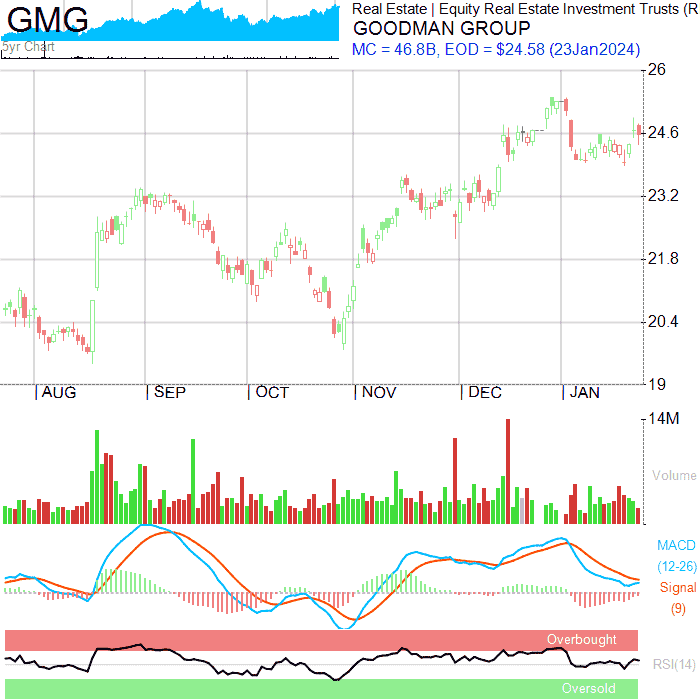 GMG
5yr Chart
Real Estate | Equity Real Estate Investment Trusts (R
GOODMAN GROUP
MC = 46.8B, EOD = $24.58 (23Jan2024)
26
24.6
23.2
21.8
20.4
19
| AUG | SEP | OCT | NOV | DEC | JAN
14M
Volume
MACD
(12-26)
Signal
(9)
Overbought
RSI(14)
Oversold